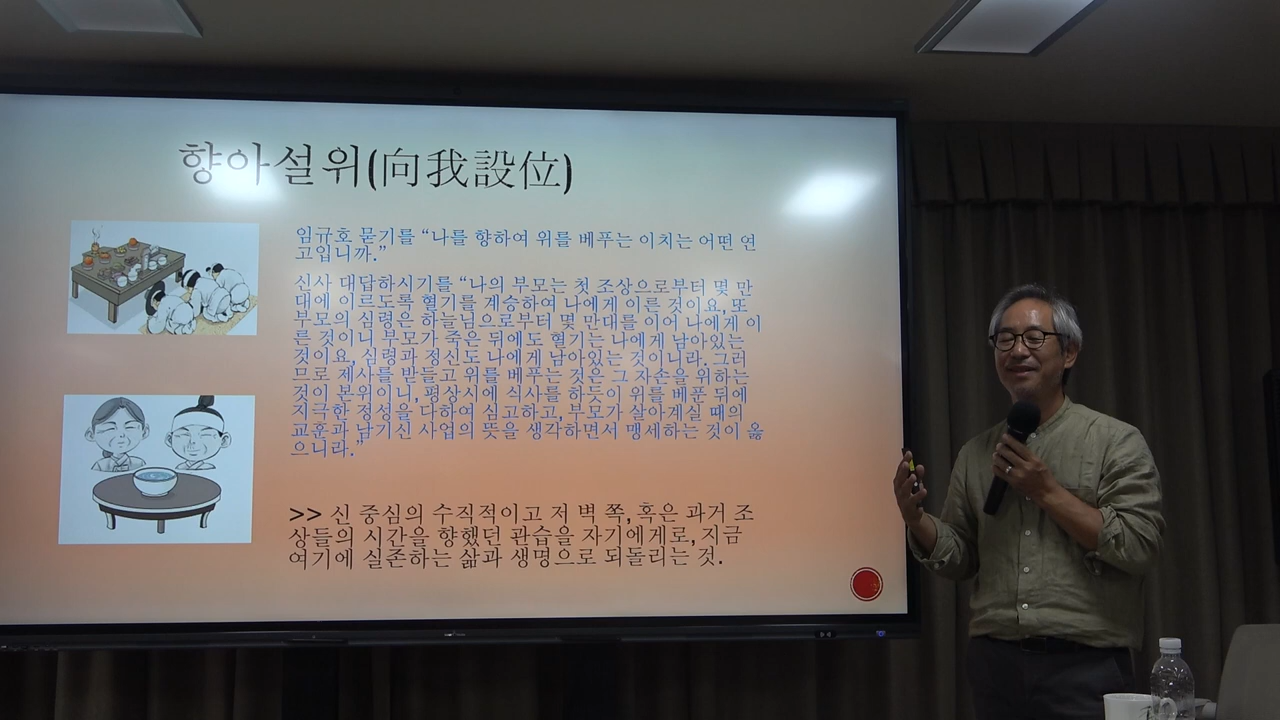 향아설위(向我設位)
임규호 묻기를 “나를 향하여 위를 베푸는 이치는 어떤 연
고입니까.”
신사 대답하시기를 “나의 부모는 첫 조상으로부터 몇 만
대에 이르도록 혈기를 계승하여 나에게 이른 것이요, 또
부모의 심령은 하늘님으로부터 몇 만대를 이어 나에게 이
른 것이니 부모가 죽은 뒤에도 혈기는 나에게 남아있는
것이요, 심령과 정신도 나에게 남아있는 것이니라. 그러
므로 제사를 받들고 위를 베푸는 것은 그 자손을 위하는
것이 본위이니, 평상시에 식사를 하듯이 위를 베푼 뒤에
지극한 정성을 다하여 심고하고, 부모가 살아계실 때의
교훈과 남기신 사업의 뜻을 생각하면서 맹세하는 것이 옳
으니라.”
>> 신 중심의 수직적이고 저 벽 쪽, 혹은 과거 조
상들의 시간을 향했던 관습을 자기에게로, 지금
여기에 실존하는 삶과 생명으로 되돌리는 것.